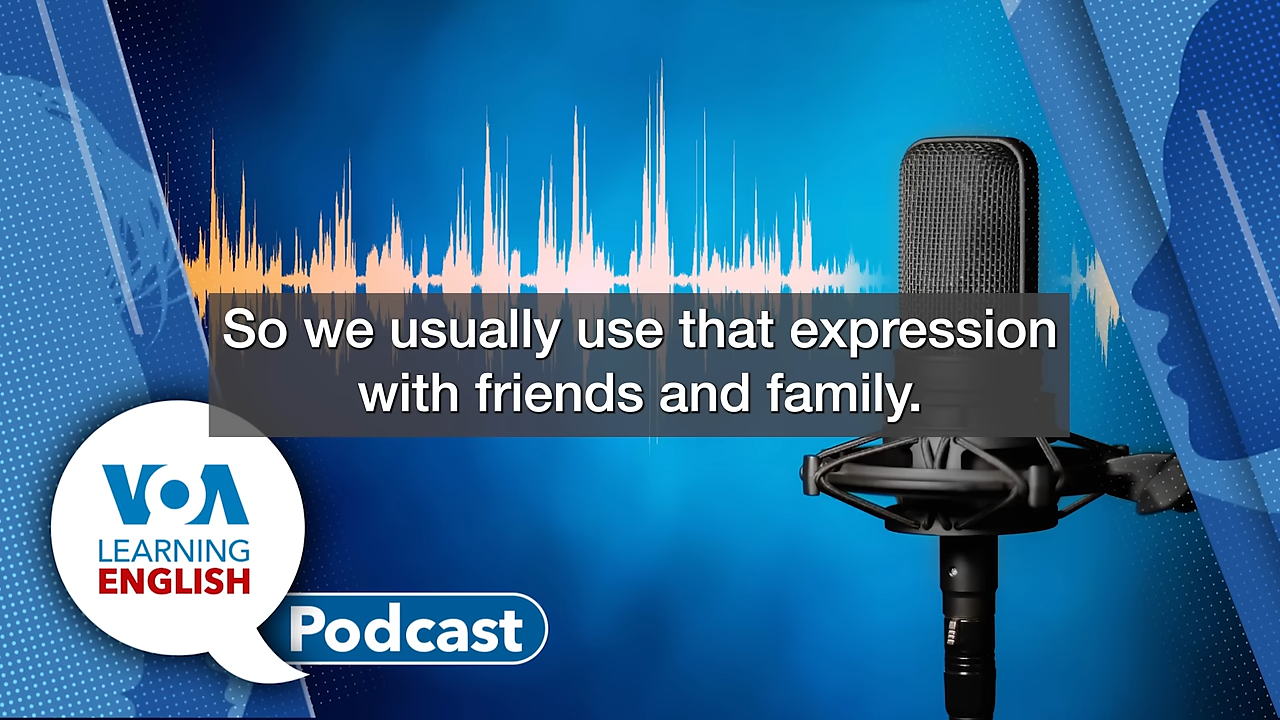 So we usually use that expression
with friends and family.
VOA
LEARNING
ENGLISH
Podcast